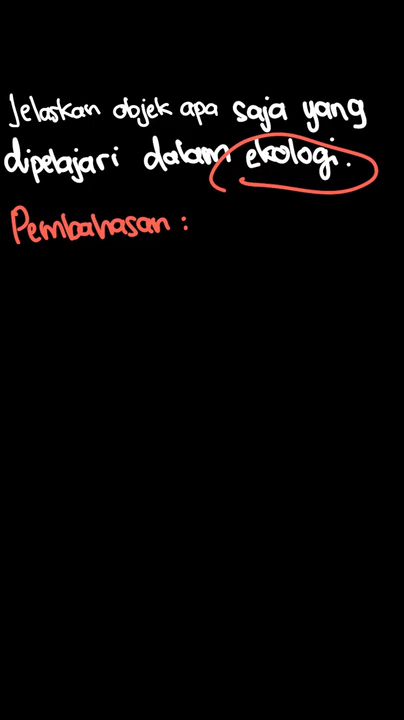 Jelaskan objek apa saja yang
dipelajari dalam ekologi.
Pembahasan :